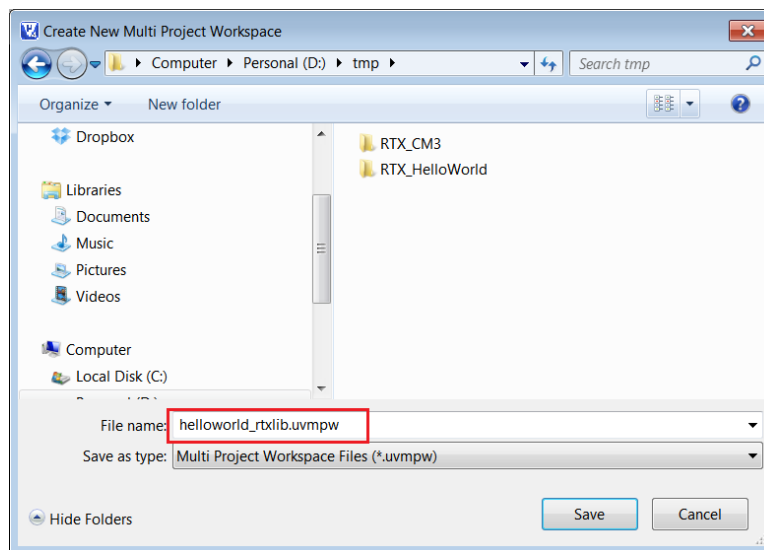 Create New Multi Project Workspace
Computer Personal (D:) tmp Search tmp
Organize New folder
Dropbox
Libraries
Documents
Music
Pictures
Videos
Computer
Local Disk (C:)
RTX_CM3
RTX_HelloWorld
File name: helloworld_rtxlib.uvmpw
Save as type: Multi Project Workspace Files (*.uvmpw)
Hide Folders Save Cancel